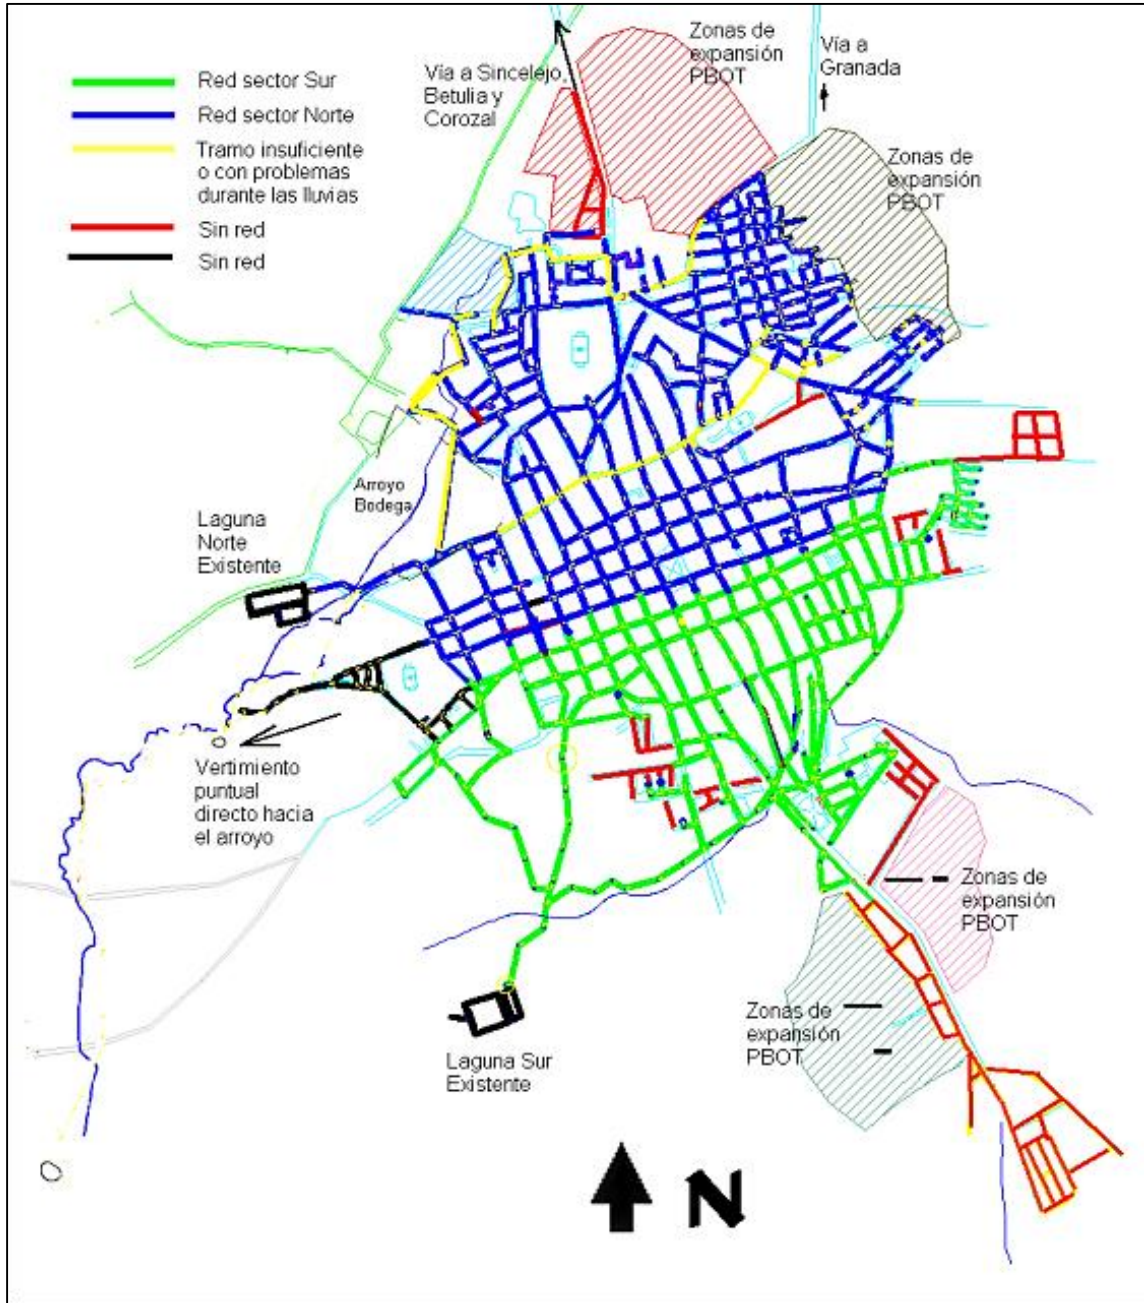 Zonas de
expansión
PBOT
Vía a
Granada
Vía a Sincelejo,
Betulia y
Corozal
Red sector Sur
Red sector Norte
Tramo insuficiente
o con problemas
durante las lluvias
Sin red
Sin red
Zonas de
expansión
PBOT
Arroyo
Bodega
Laguna
Norte
Existente
Vertimiento
puntual
directo hacia
el arroyo
Zonas de
expansión
PBOT
Zonas de
expansión
PBOT
Laguna Sur
Existente
N